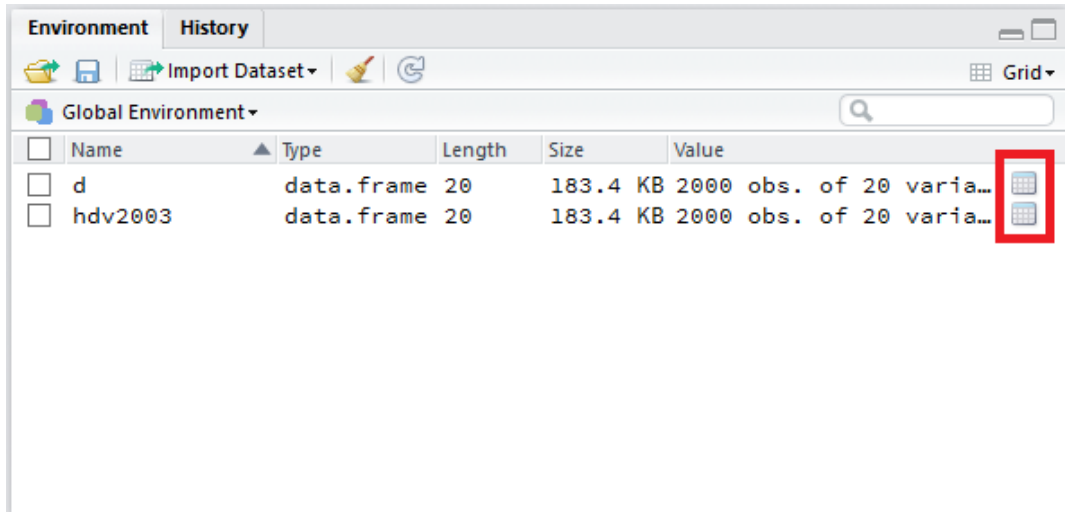 Environment History
Import Dataset Grid
Global Environment
Name Type Length Size Value
d data.frame 20 183.4 KB 2000 obs. of 20 varia…
hdv2003 data.frame 20 183.4 KB 2000 obs. of 20 varia…